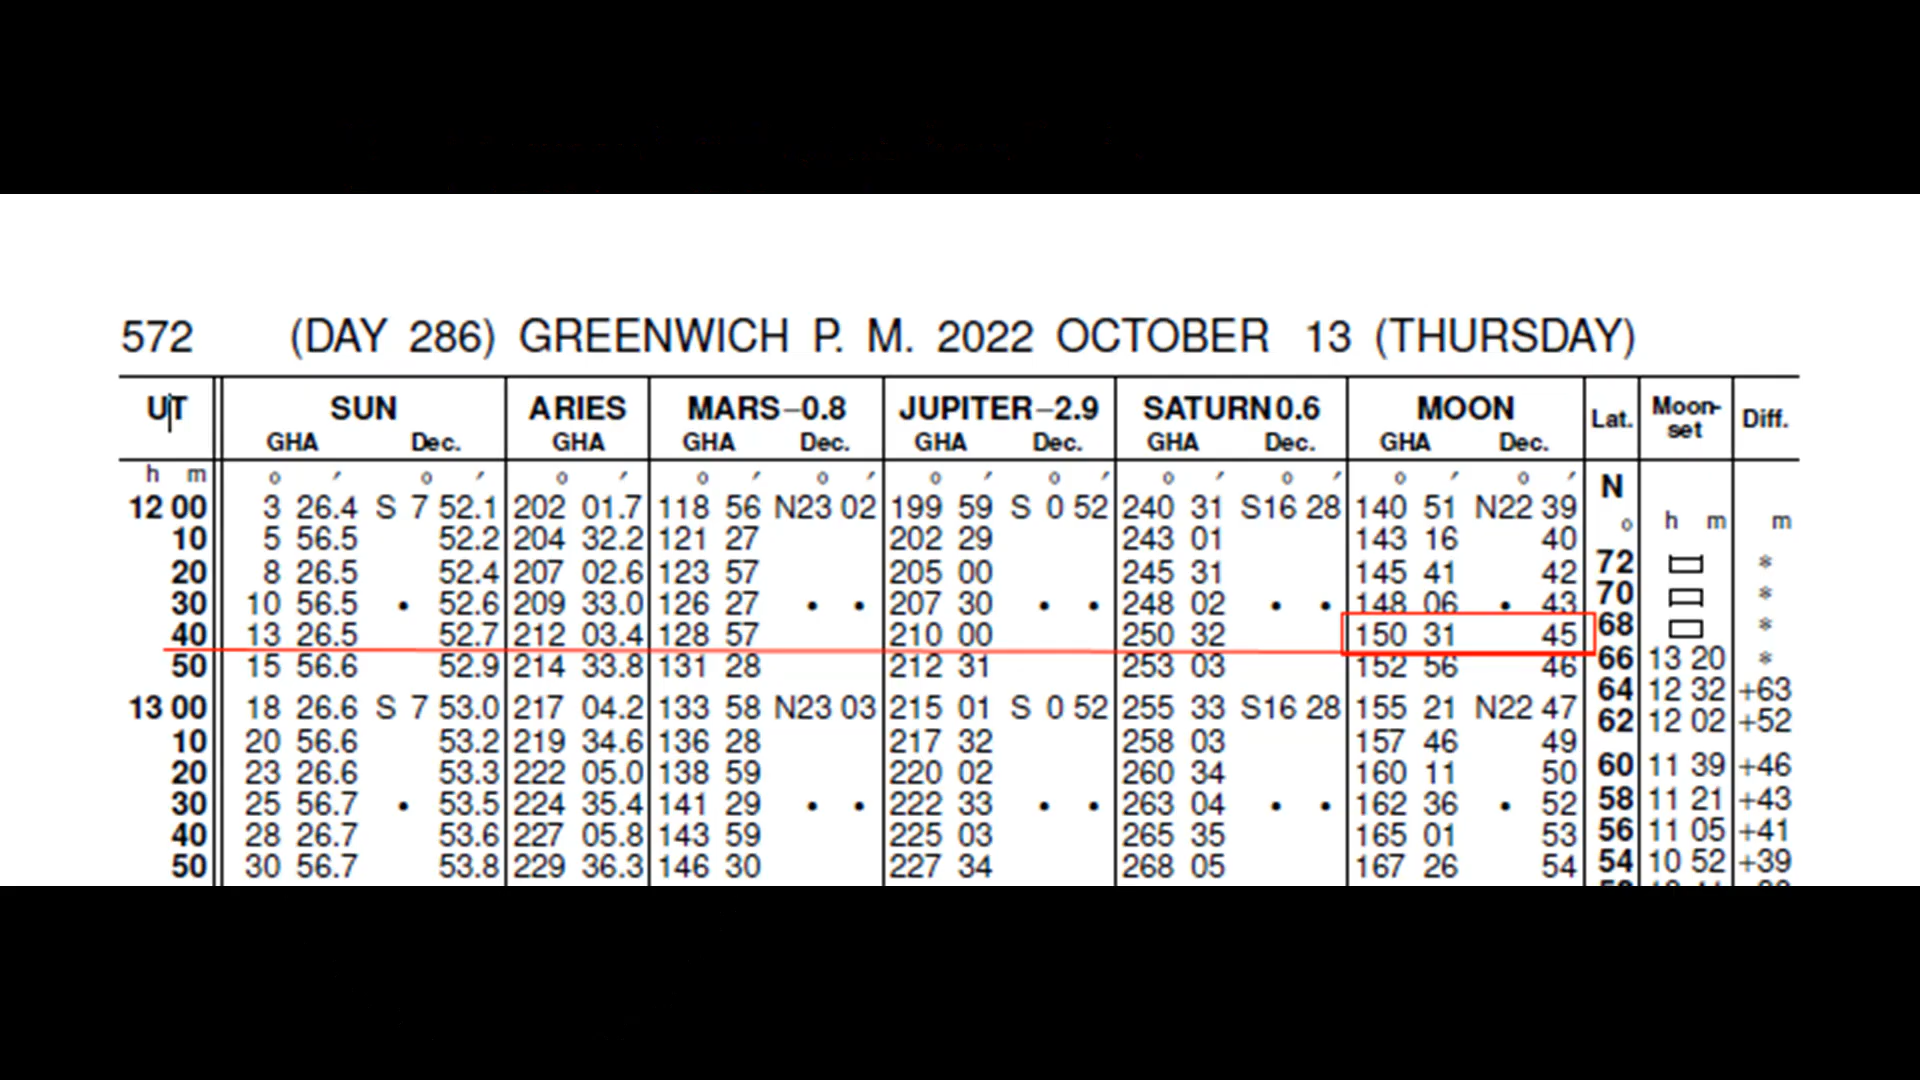 572 (DAY 286) GREENWICH P. M. 2022 OCTOBER 13 (THURSDAY)
UT SUN ARIES MARS−0.8 JUPITER−2.9 SATURN 0.6 MOON Lat. Moon- Diff.
GHA Dec. GHA GHA Dec. GHA Dec. GHA Dec. GHA Dec. set
h m ° ′ ° ′ ° ′ ° ′ ° ′ ° ′ ° ′ ° ′ ° ′ ° ′ ° ′ N
12 00 3 26.4 S 7 52.1 202 01.7 118 56 N23 02 199 59 S 0 52 240 31 S16 28 140 51 N22 39 ° h m m
10 5 56.5 52.2 204 32.2 121 27 202 29 243 01 143 16 40
20 8 26.5 52.4 207 02.6 123 57 205 00 245 31 145 41 42 72 ▭ *
30 10 56.5 • 52.6 209 33.0 126 27 • • 207 30 • • 248 02 • • 148 06 • 43 70 ▭ *
40 13 26.5 52.7 212 03.4 128 57 210 00 250 32 150 31 45 68 ▭ *
50 15 56.6 52.9 214 33.8 131 28 212 31 253 03 152 56 46 66 13 20 *
64 12 32 +63
13 00 18 26.6 S 7 53.0 217 04.2 133 58 N23 03 215 01 S 0 52 255 33 S16 28 155 21 N22 47 62 12 02 +52
10 20 56.6 53.2 219 34.6 136 28 217 32 258 03 157 46 49
20 23 26.6 53.3 222 05.0 138 59 220 02 260 34 160 11 50 60 11 39 +46
30 25 56.7 • 53.5 224 35.4 141 29 • • 222 33 • • 263 04 • • 162 36 • 52 58 11 21 +43
40 28 26.7 53.6 227 05.8 143 59 225 03 265 35 165 01 53 56 11 05 +41
50 30 56.7 53.8 229 36.3 146 30 227 34 268 05 167 26 54 54 10 52 +39